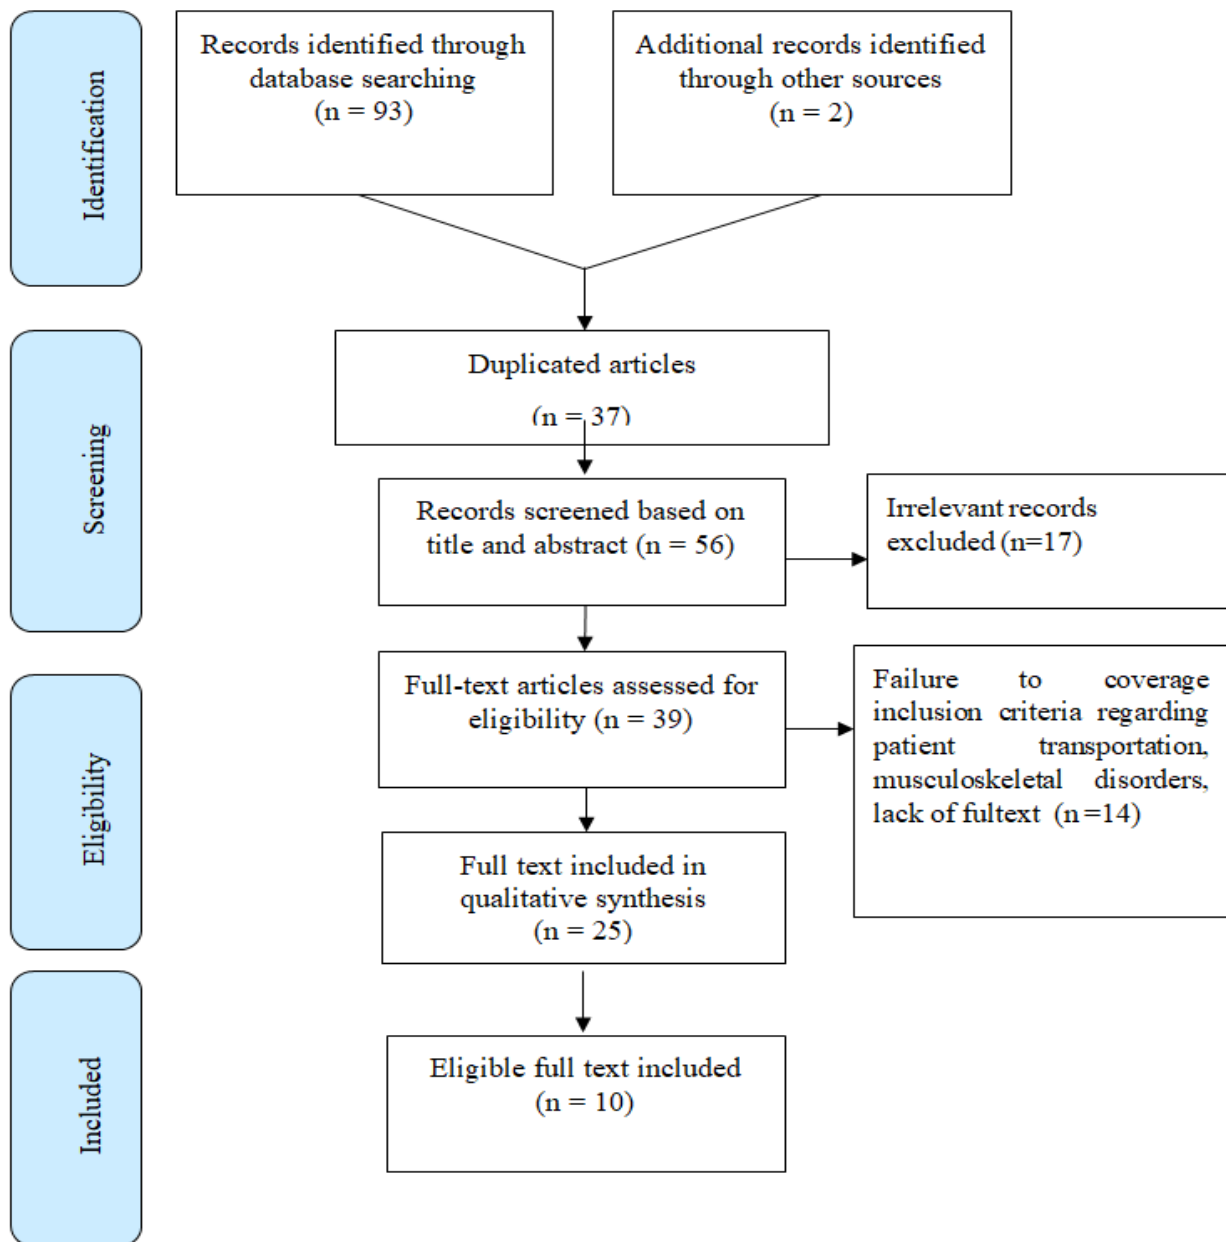 Identification
Records identified through
database searching
(n = 93)
Additional records identified
through other sources
(n = 2)
Screening
Duplicated articles
(n = 37)
Records screened based on
title and abstract (n = 56)
Irrelevant records
excluded (n=17)
Eligibility
Full-text articles assessed for
eligibility (n = 39)
Failure to coverage
inclusion criteria regarding
patient transportation,
musculoskeletal disorders,
lack of fultext (n =14)
Full text included in
qualitative synthesis
(n = 25)
Included
Eligible full text included
(n = 10)